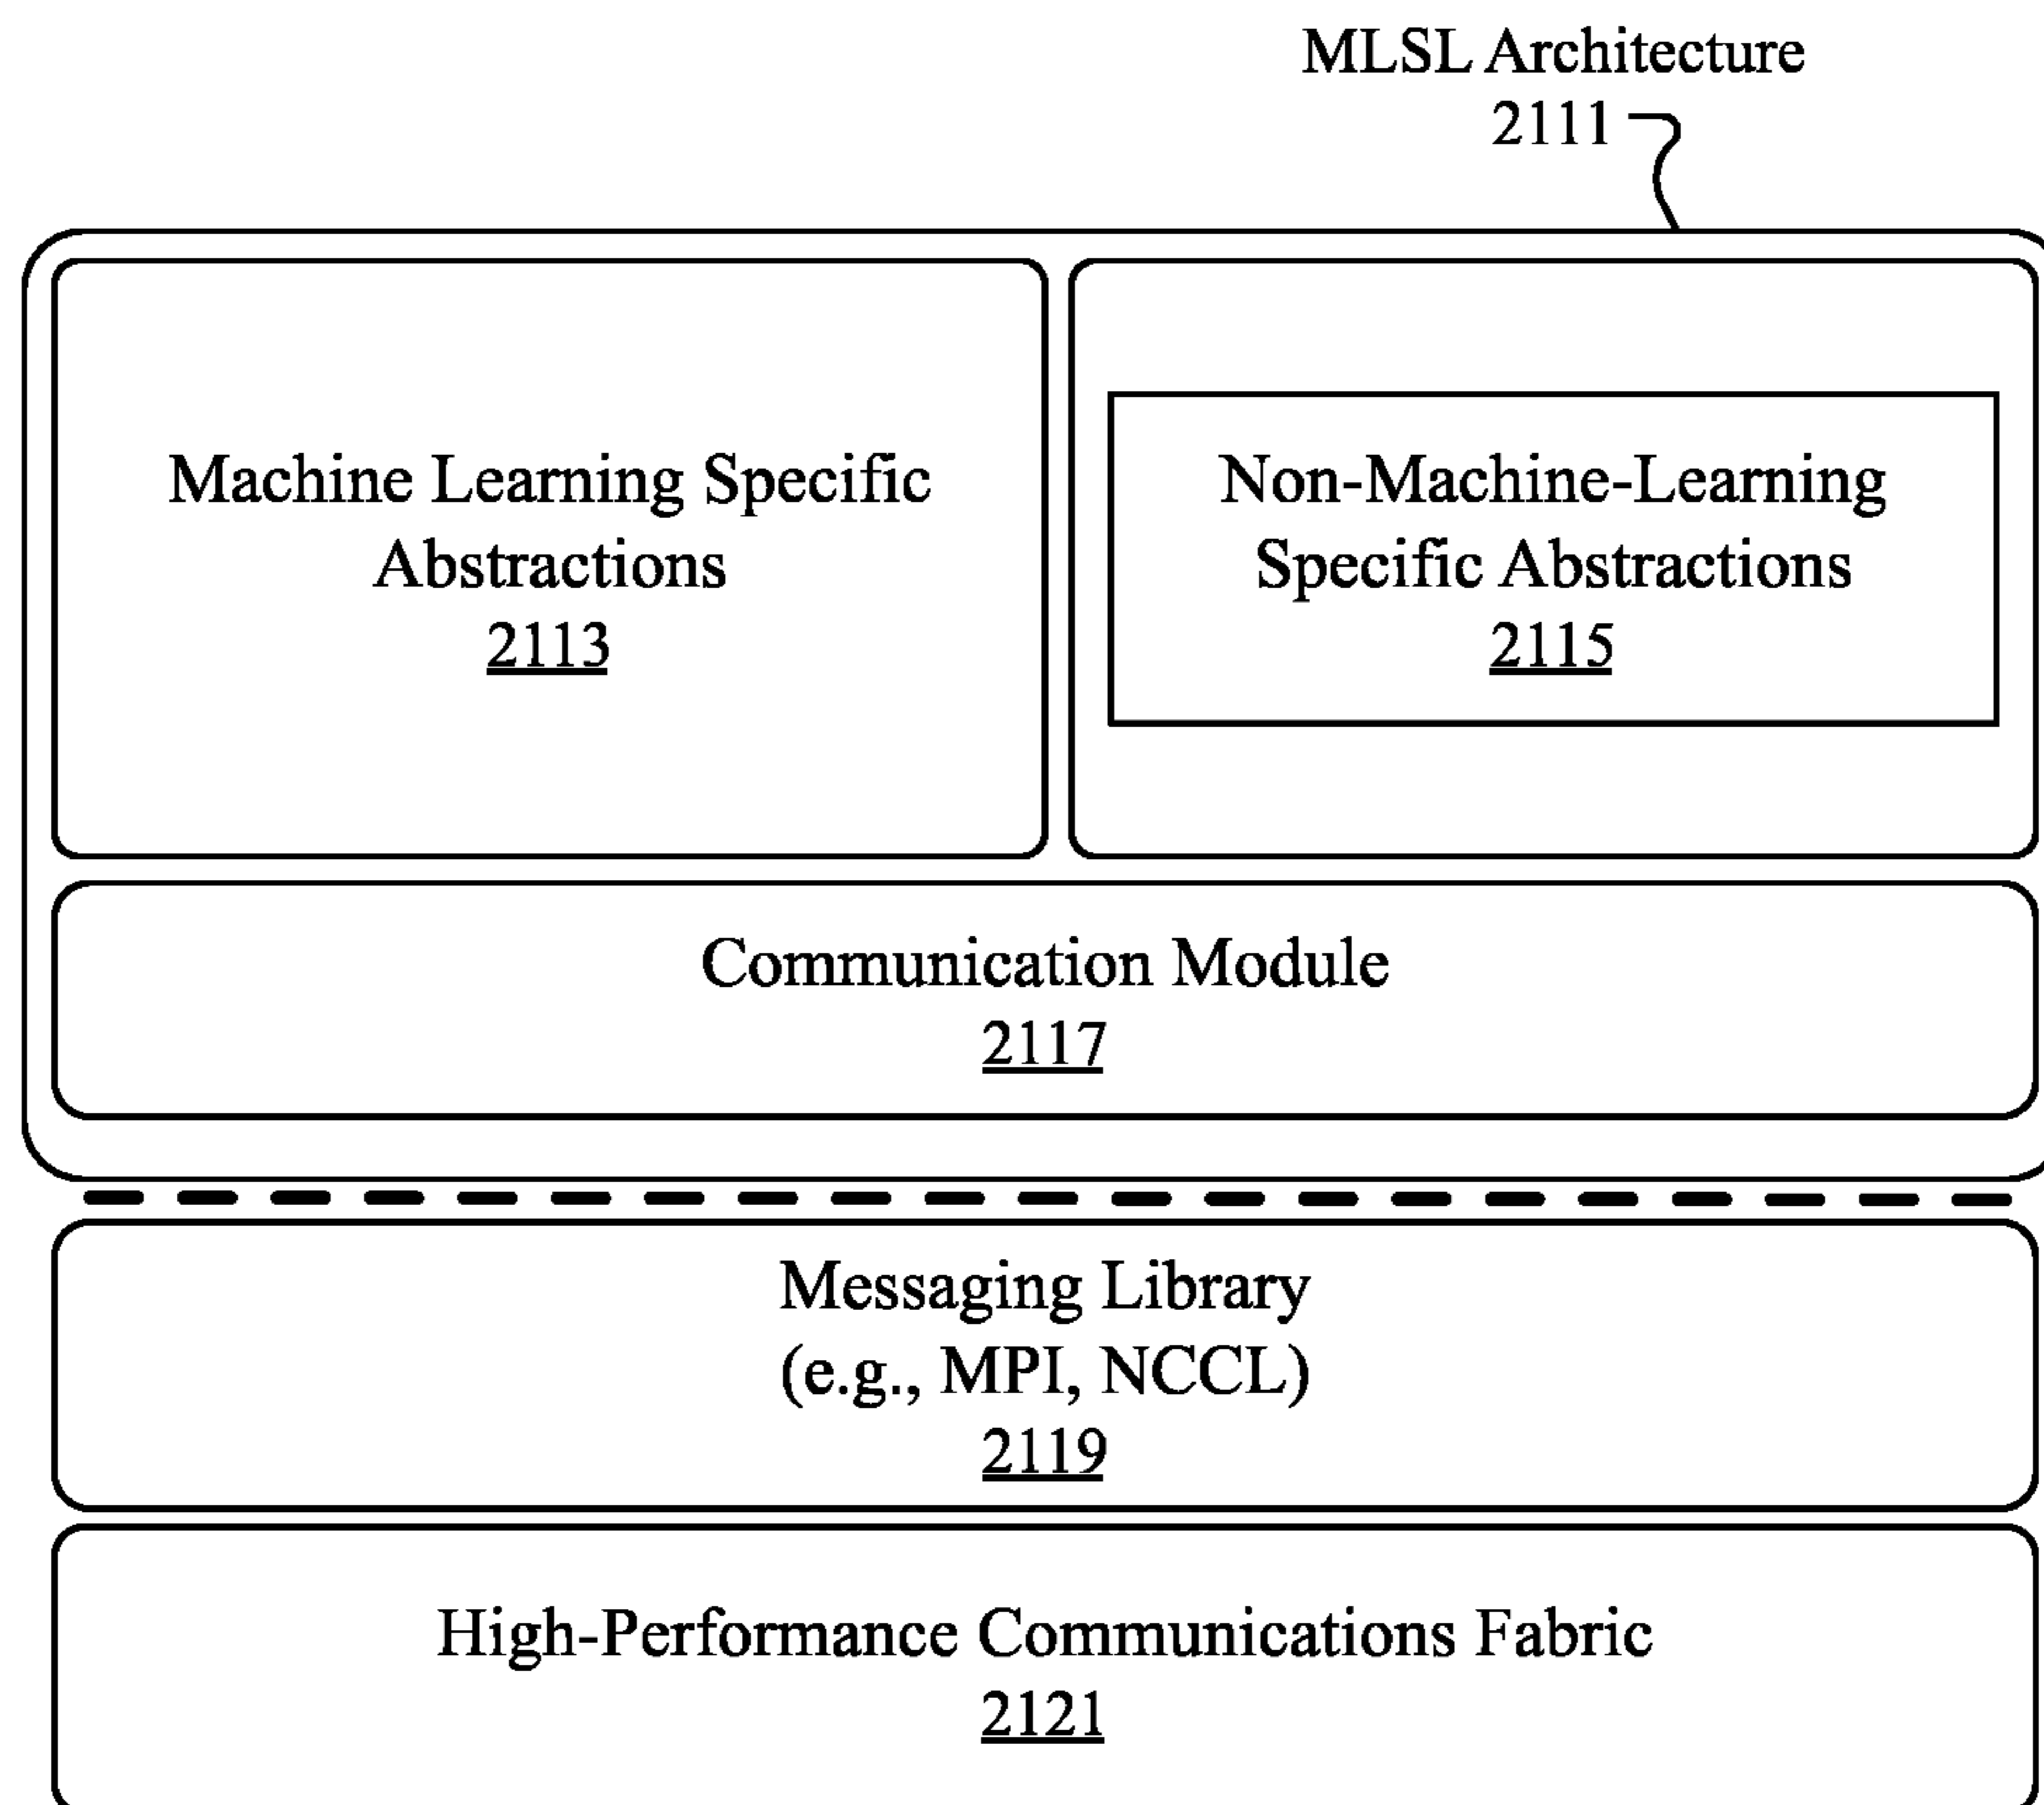 MLSL Architecture
2111
Machine Learning Specific
Abstractions
2113
Non-Machine-Learning
Specific Abstractions
2115
Communication Module
2117
Messaging Library
(e.g., MPI, NCCL)
2119
High-Performance Communications Fabric
2121